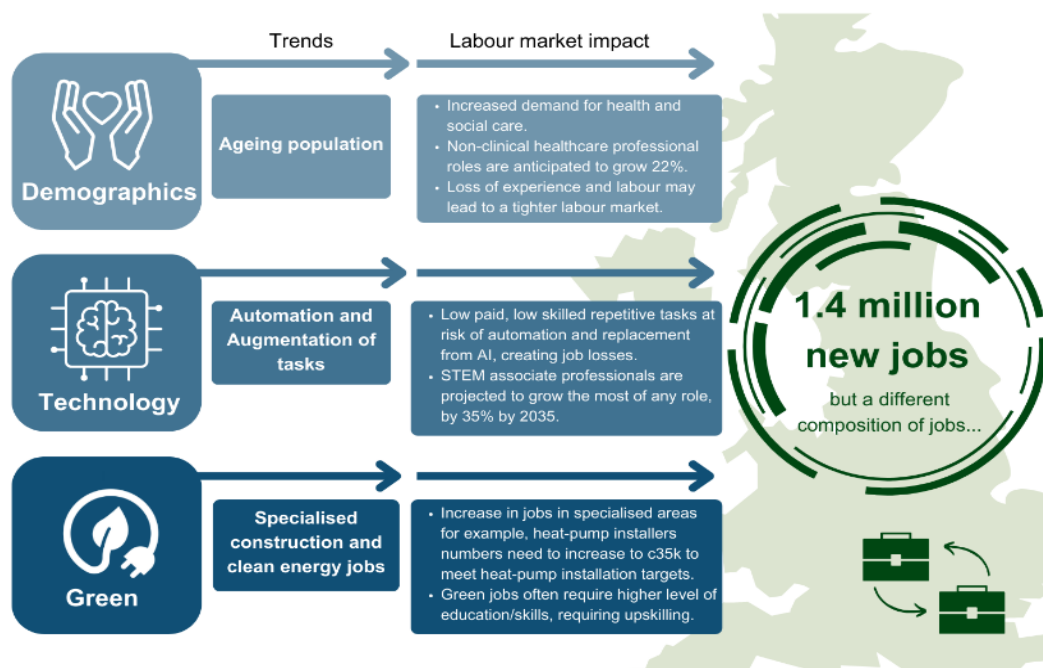 Trends
Labour market impact
Demographics
Ageing population
• Increased demand for health and
social care.
• Non-clinical healthcare professional
roles are anticipated to grow 22%.
• Loss of experience and labour may
lead to a tighter labour market.
Technology
Automation and
Augmentation of
tasks
• Low paid, low skilled repetitive tasks at
risk of automation and replacement
from AI, creating job losses.
• STEM associate professionals are
projected to grow the most of any role,
by 35% by 2035.
Green
Specialised
construction and
clean energy jobs
• Increase in jobs in specialised areas
for example, heat-pump installers
numbers need to increase to c35k to
meet heat-pump installation targets.
• Green jobs often require higher level of
education/skills, requiring upskilling.
1.4 million
new jobs
but a different
composition of jobs...